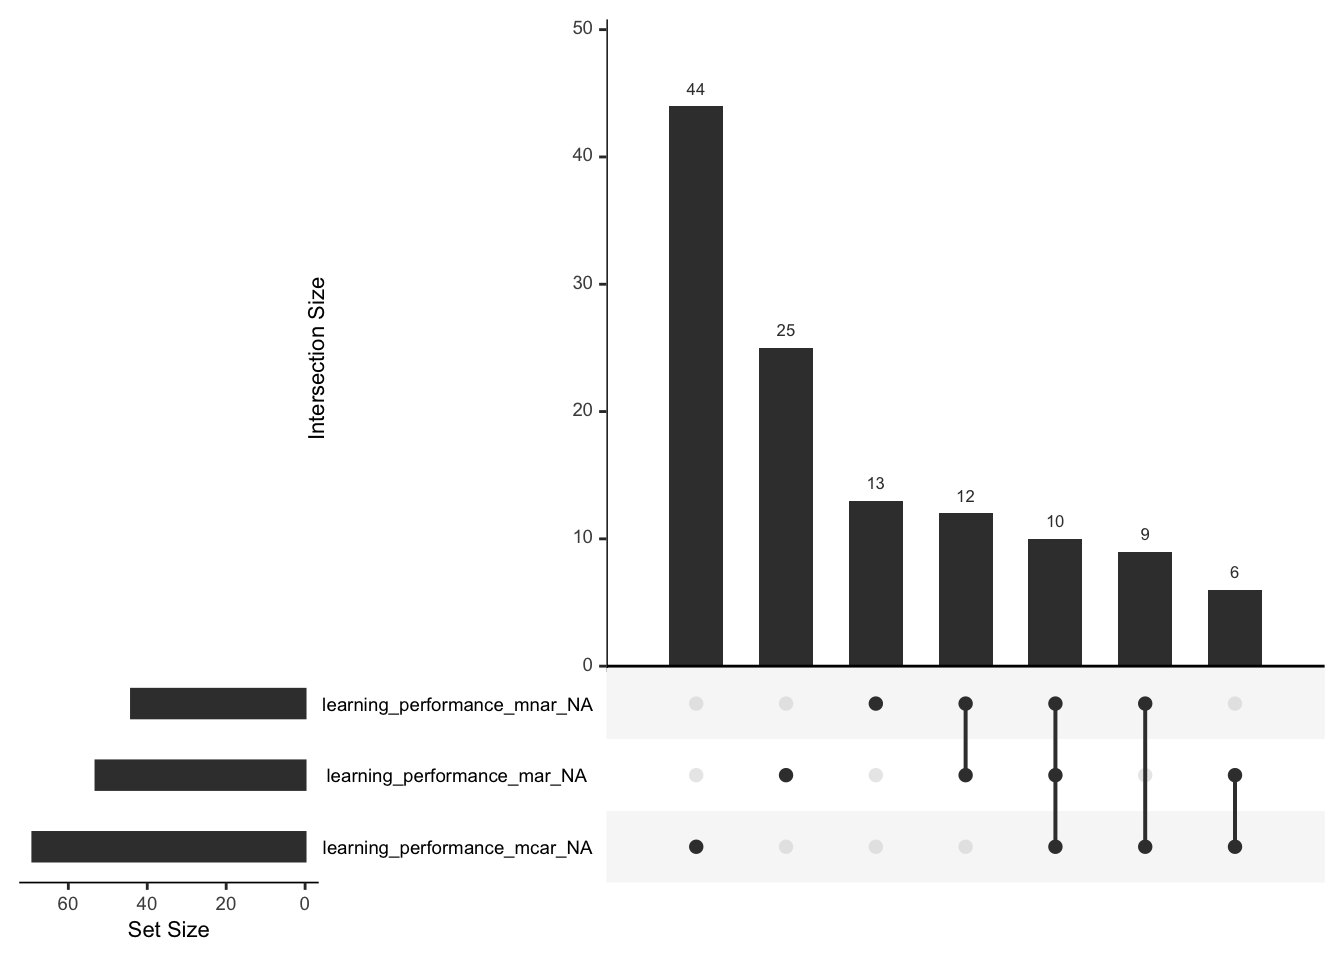 50
44
40
Intersection Size
30
25
20
13
12
10
10
9
6
0
learning_performance_mnar_NA
learning_performance_mar_NA
learning_performance_mcar_NA
60 40 20 0
Set Size